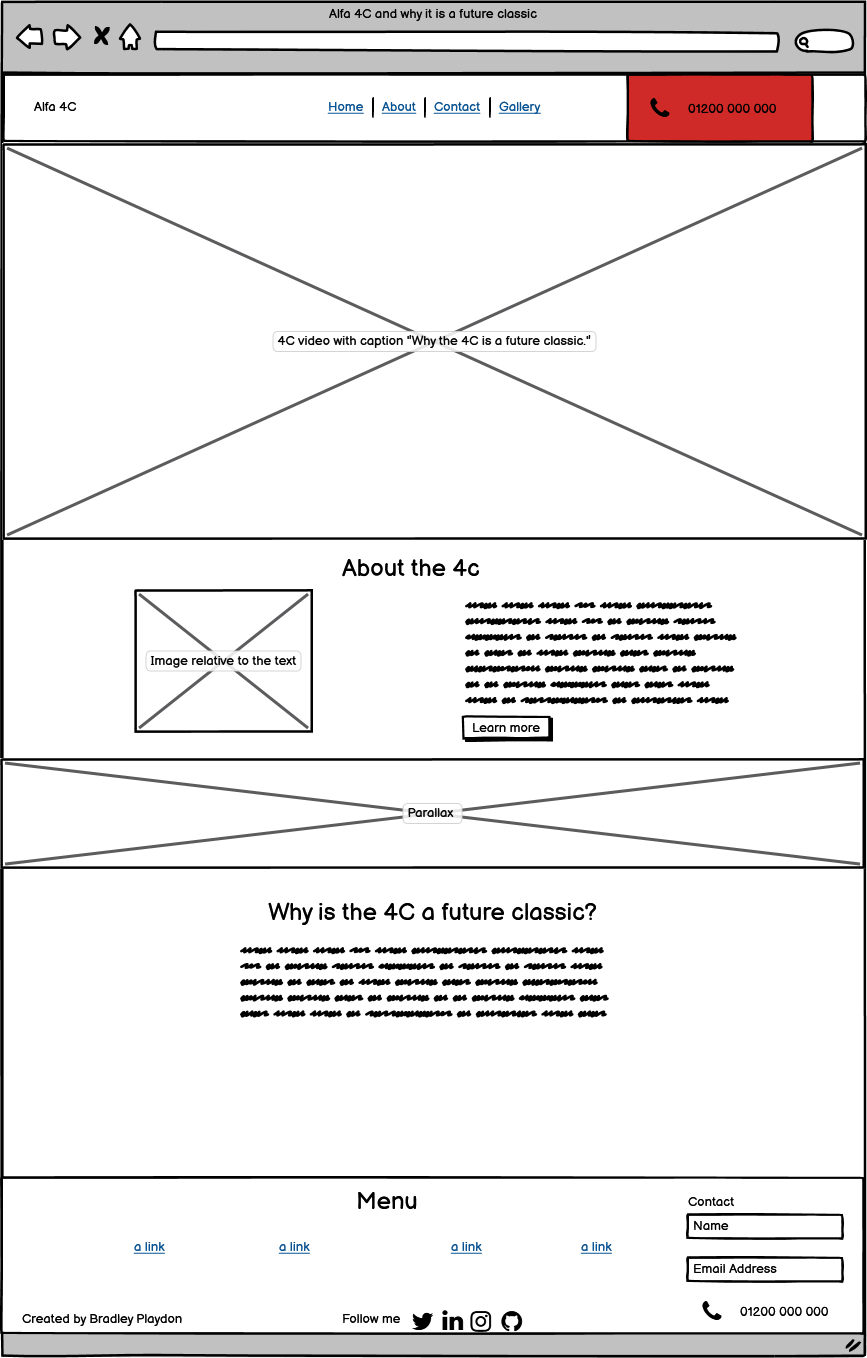 Alfa 4C and why it is a future classic
Alfa 4C
Home | About | Contact | Gallery
01200 000 000
4C video with caption "Why the 4C is a future classic."
About the 4c
Image relative to the text
Learn more
Parallax
Why is the 4C a future classic?
Menu
a link a link a link a link
Contact
Name
Email Address
01200 000 000
Created by Bradley Playdon
Follow me